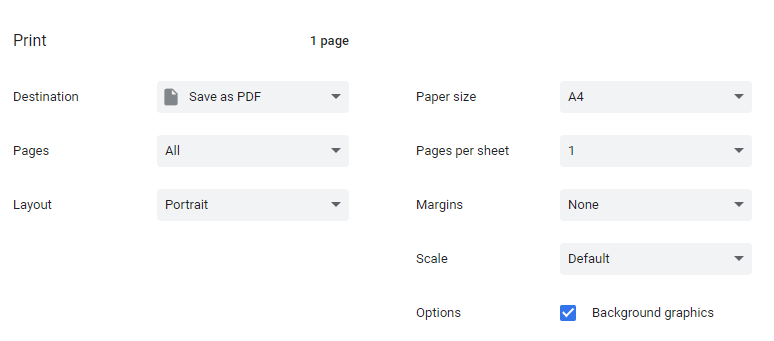 Print 1 page
Destination Save as PDF
Pages All
Layout Portrait
Paper size A4
Pages per sheet 1
Margins None
Scale Default
Options Background graphics